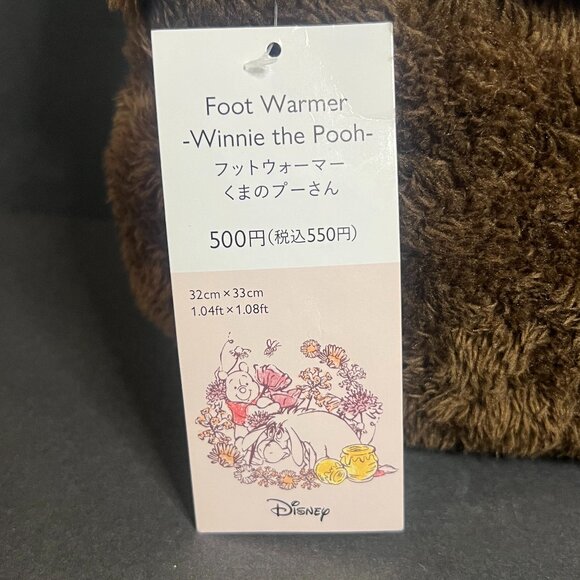 Foot Warmer
-Winnie the Pooh-
フットウォーマー
くまのプーさん
500円(税込550円)
32cm×33cm
1.04ft×1.08ft
Disney